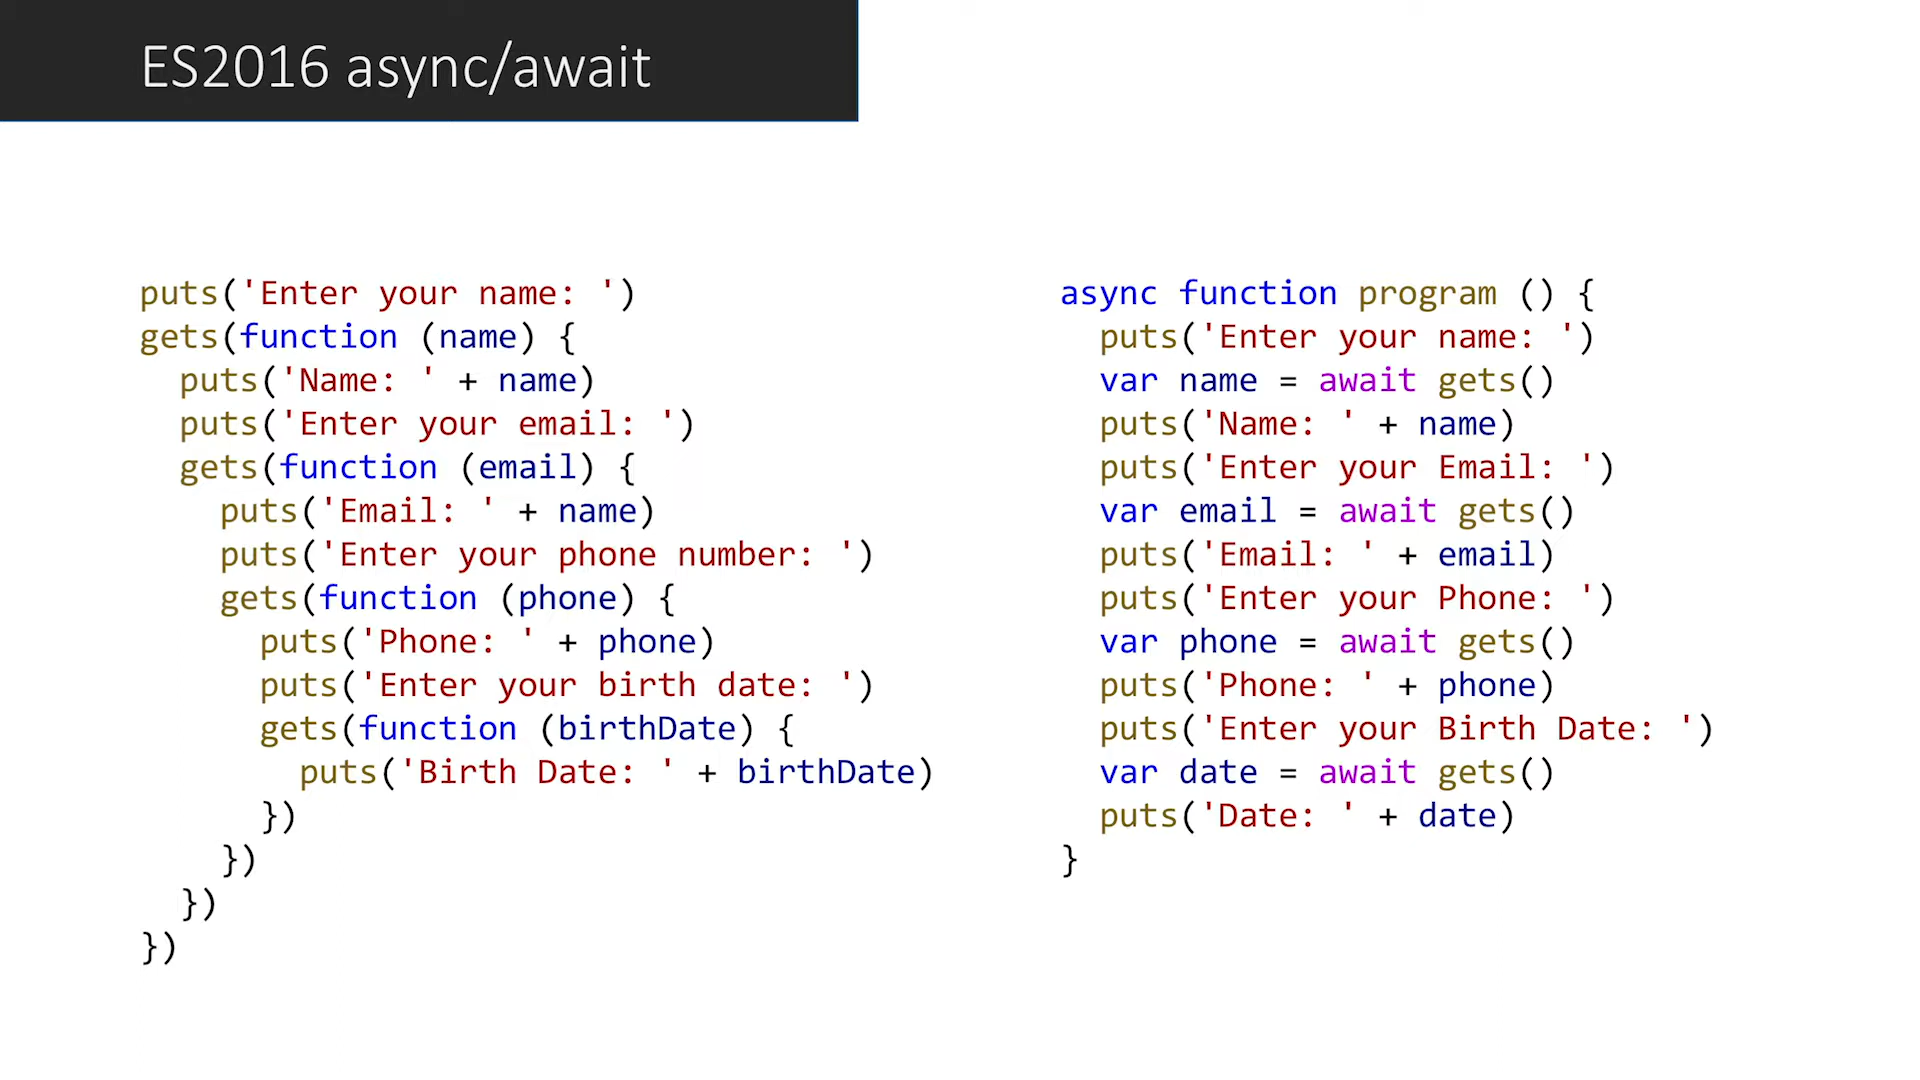 ES2016 async/await
puts('Enter your name: ')
gets(function (name) {
  puts('Name: ' + name)
  puts('Enter your email: ')
  gets(function (email) {
    puts('Email: ' + name)
    puts('Enter your phone number: ')
    gets(function (phone) {
      puts('Phone: ' + phone)
      puts('Enter your birth date: ')
      gets(function (birthDate) {
        puts('Birth Date: ' + birthDate)
      })
    })
  })
})
async function program () {
  puts('Enter your name: ')
  var name = await gets()
  puts('Name: ' + name)
  puts('Enter your Email: ')
  var email = await gets()
  puts('Email: ' + email)
  puts('Enter your Phone: ')
  var phone = await gets()
  puts('Phone: ' + phone)
  puts('Enter your Birth Date: ')
  var date = await gets()
  puts('Date: ' + date)
}